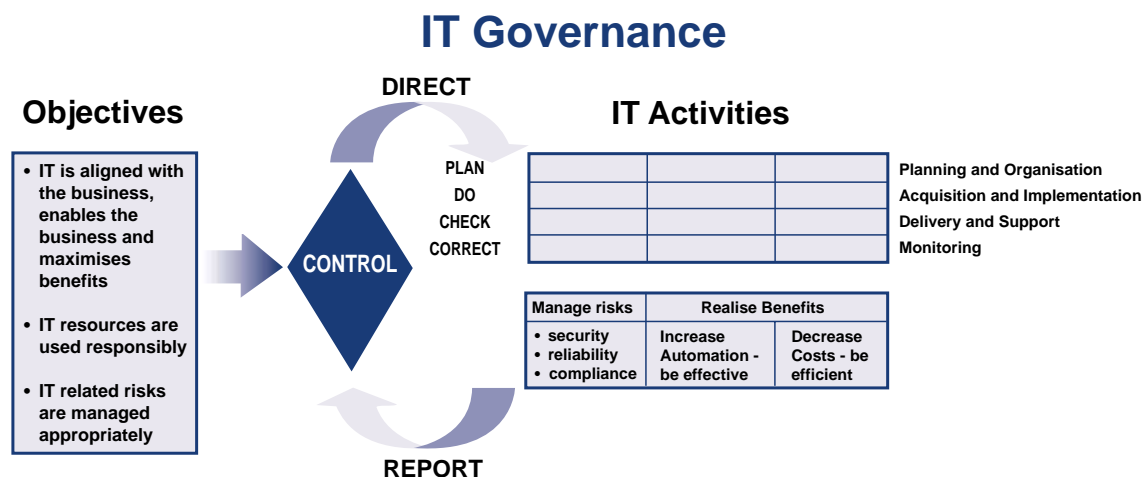 IT Governance
DIRECT
Objectives
IT Activities
• IT is aligned with
the business,
enables the
business and
maximises
benefits
• IT resources are
used responsibly
• IT related risks
are managed
appropriately
CONTROL
PLAN
DO
CHECK
CORRECT
Planning and Organisation
Acquisition and Implementation
Delivery and Support
Monitoring
Manage risks
• security
• reliability
• compliance
Realise Benefits
Increase
Automation -
be effective
Decrease
Costs - be
efficient
REPORT